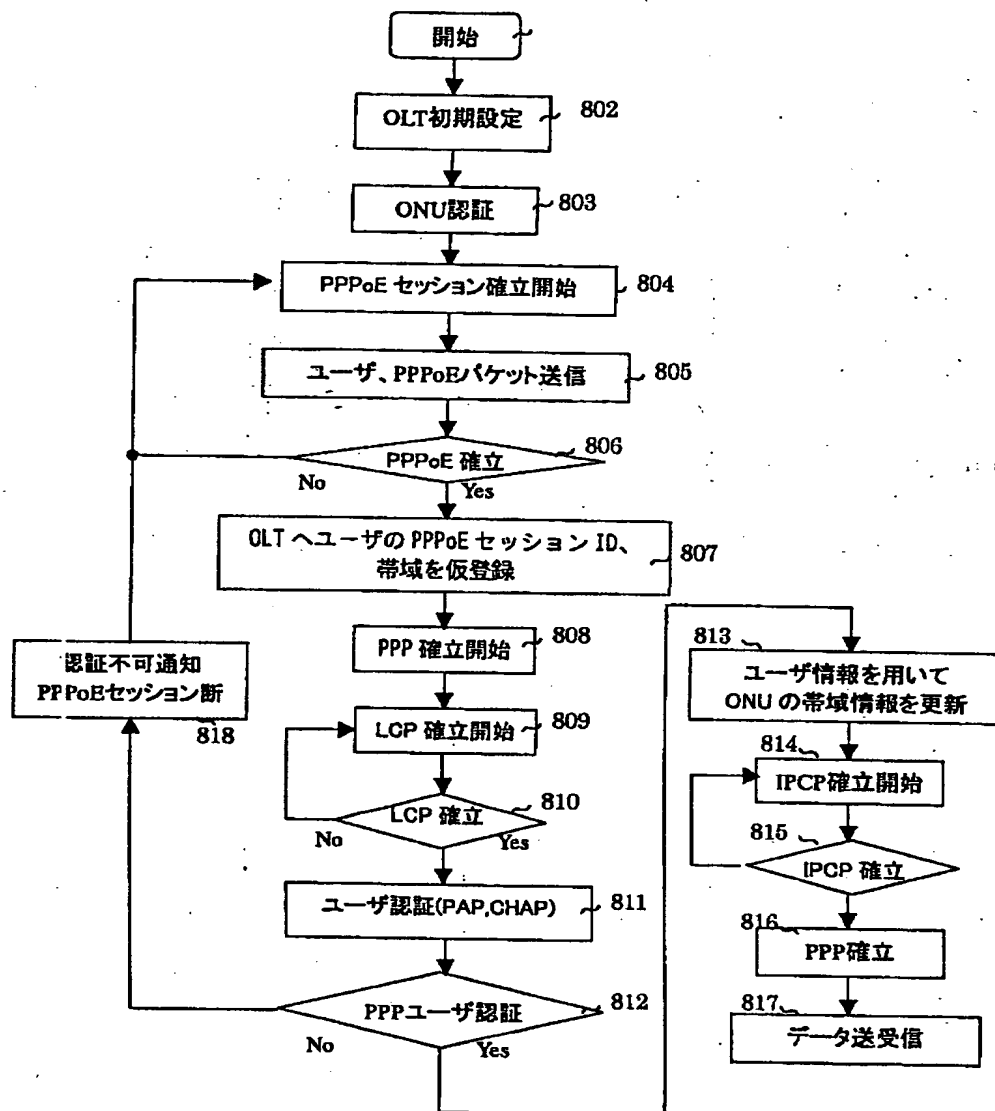 開始
OLT初期設定
802
ONU認証
803
PPPoE セッション確立開始
804
ユーザ、PPPoEパケット送信
805
PPPoE 確立
806
No
Yes
OLT へユーザの PPPoE セッション ID、
帯域を仮登録
807
PPP 確立開始
808
LCP 確立開始
809
LCP 確立
810
No
Yes
ユーザ認証(PAP,CHAP)
811
PPPユーザ認証
812
No
Yes
認証不可通知
PPPoEセッション断
818
813
ユーザ情報を用いて
ONU の帯域情報を更新
814
IPCP確立開始
815
IPCP 確立
816
PPP確立
817
データ送受信